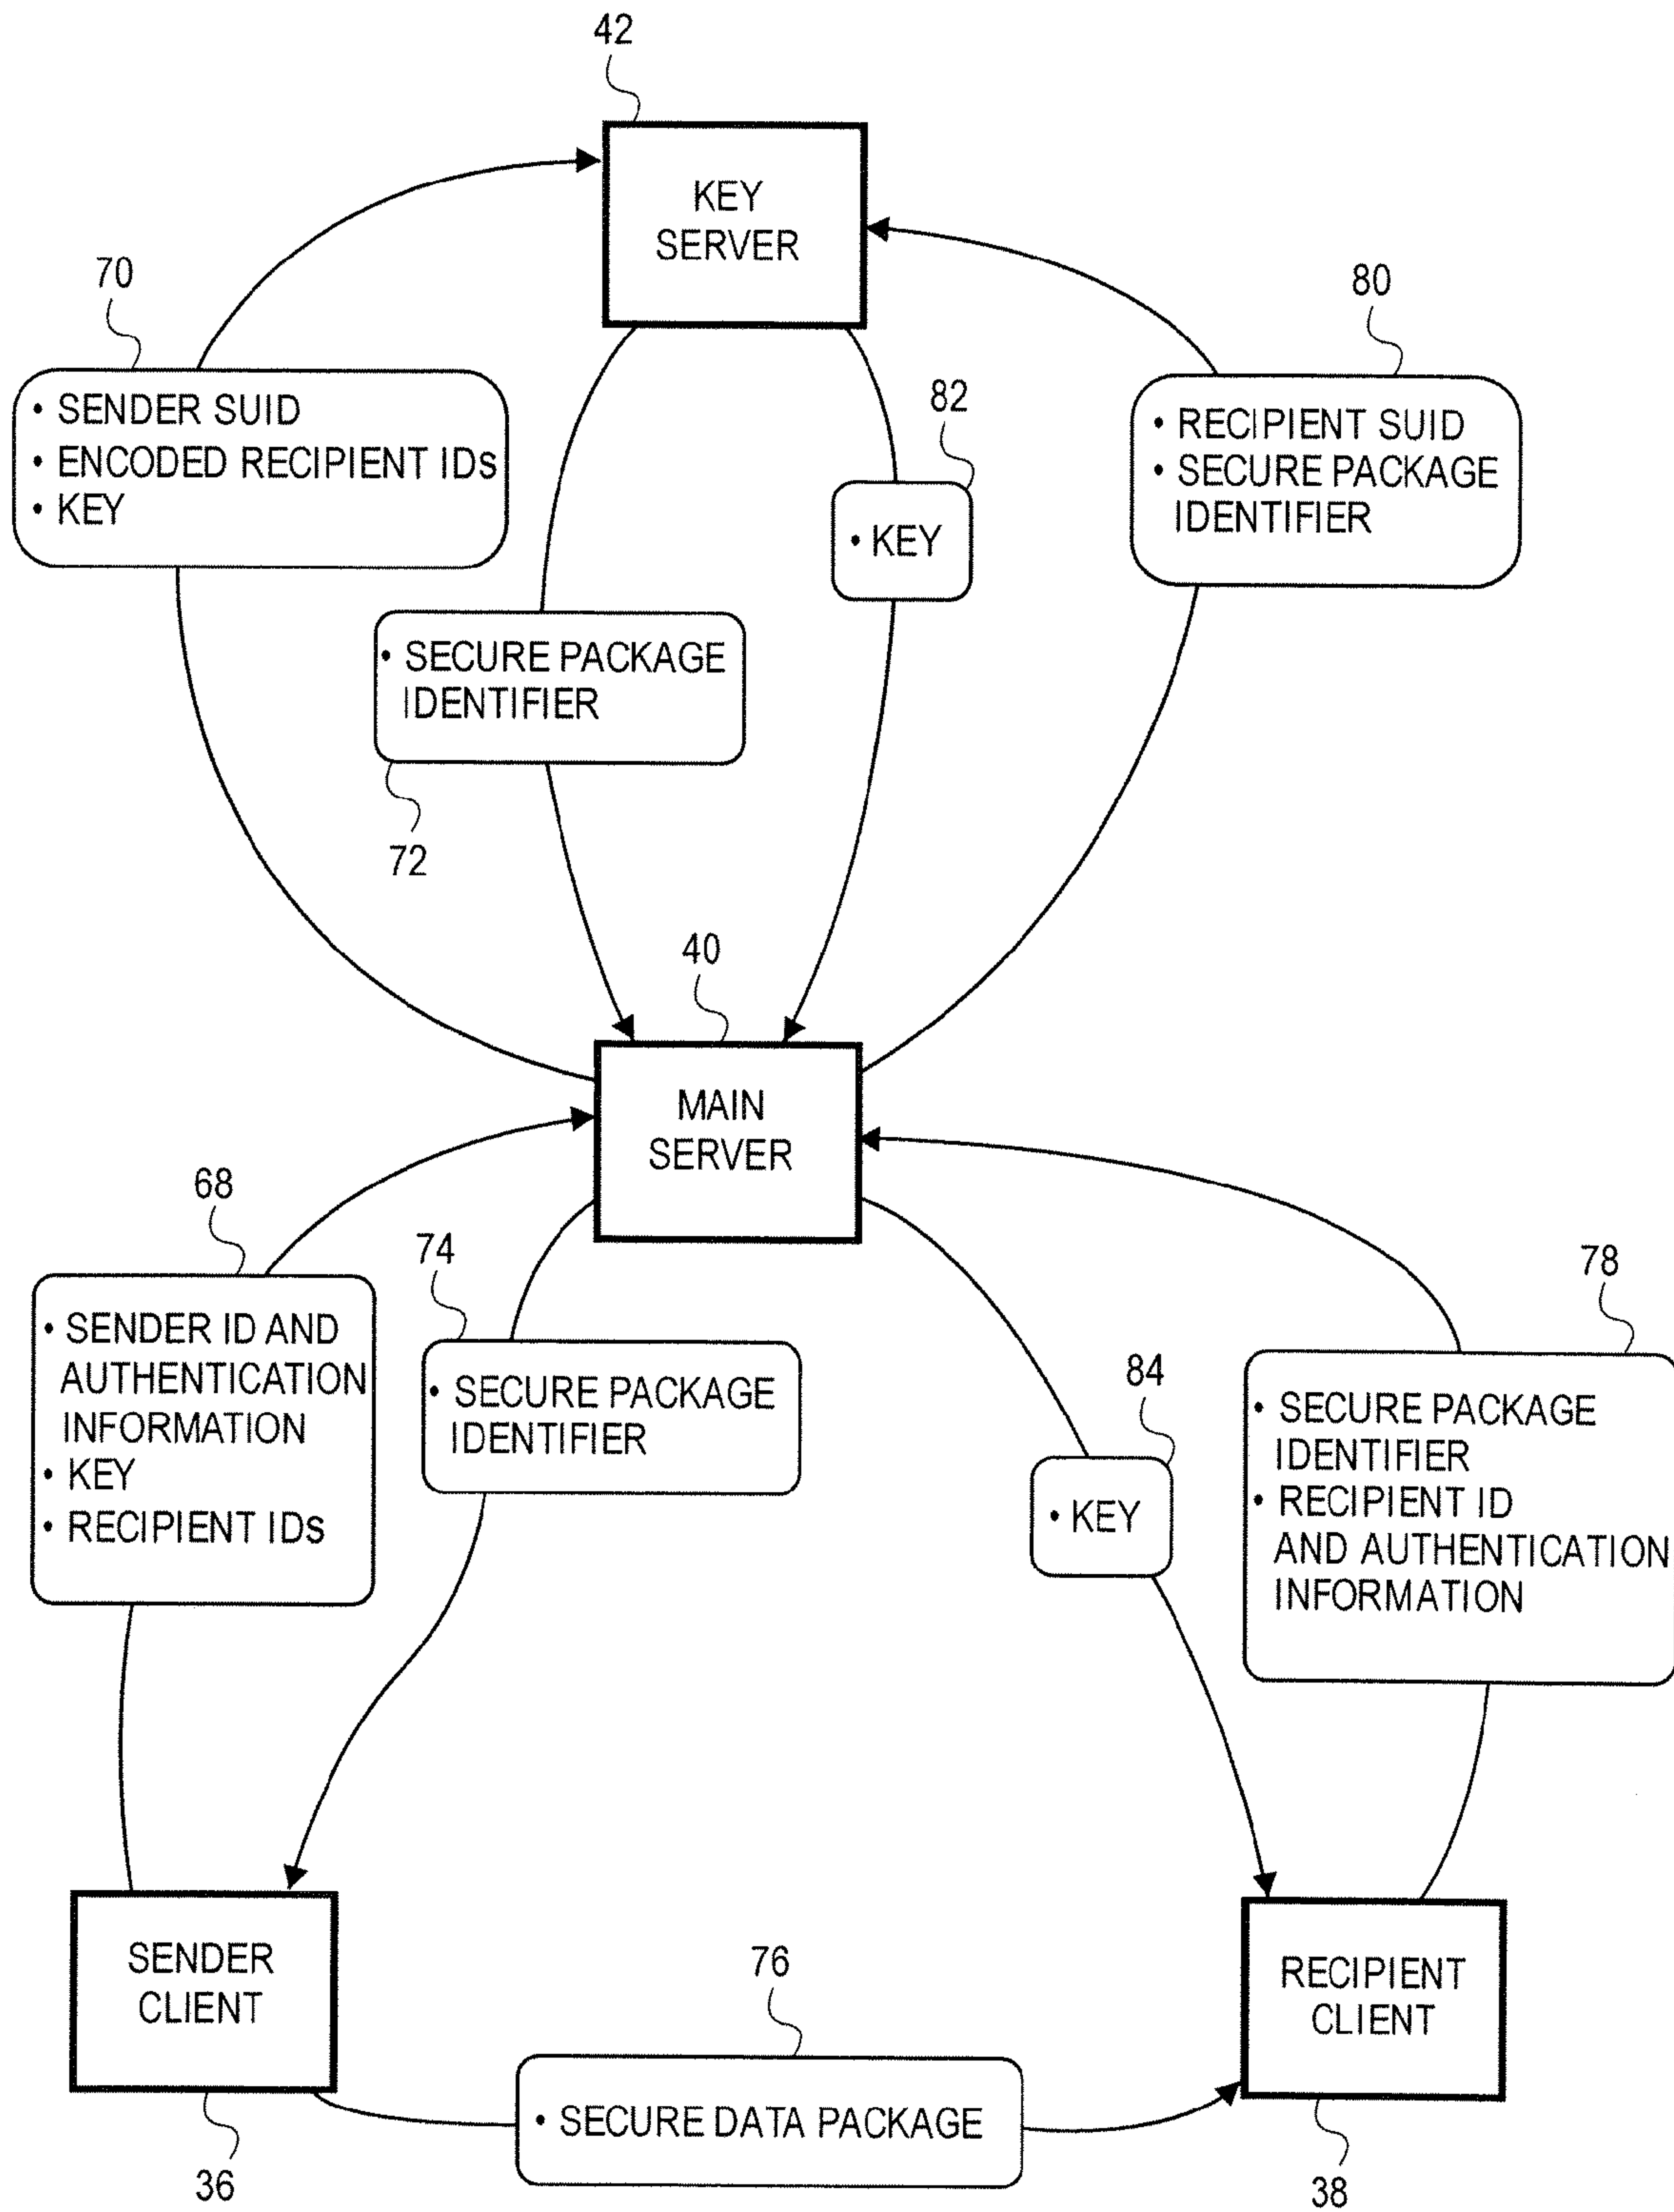 42
KEY
SERVER
70
• SENDER SUID
• ENCODED RECIPIENT IDs
• KEY
80
• RECIPIENT SUID
• SECURE PACKAGE
IDENTIFIER
82
• KEY
• SECURE PACKAGE
IDENTIFIER
72
40
MAIN
SERVER
68
• SENDER ID AND
AUTHENTICATION
INFORMATION
• KEY
• RECIPIENT IDs
74
• SECURE PACKAGE
IDENTIFIER
84
• KEY
78
• SECURE PACKAGE
IDENTIFIER
• RECIPIENT ID
AND AUTHENTICATION
INFORMATION
SENDER
CLIENT
36
76
• SECURE DATA PACKAGE
RECIPIENT
CLIENT
38